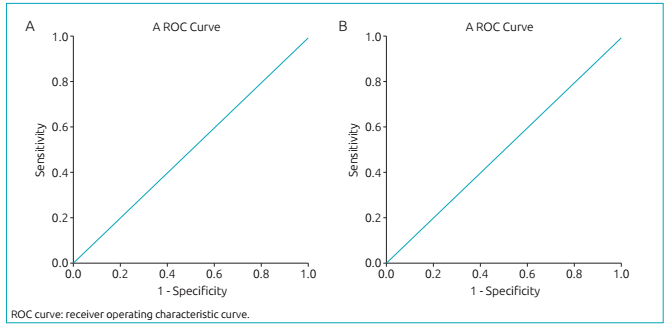 A
A ROC Curve
1.0
0.8
0.6
0.4
0.2
0.0
Sensitivity
0.0 0.2 0.4 0.6 0.8 1.0
1 - Specificity
B
A ROC Curve
1.0
0.8
0.6
0.4
0.2
0.0
Sensitivity
0.0 0.2 0.4 0.6 0.8 1.0
1 - Specificity
ROC curve: receiver operating characteristic curve.